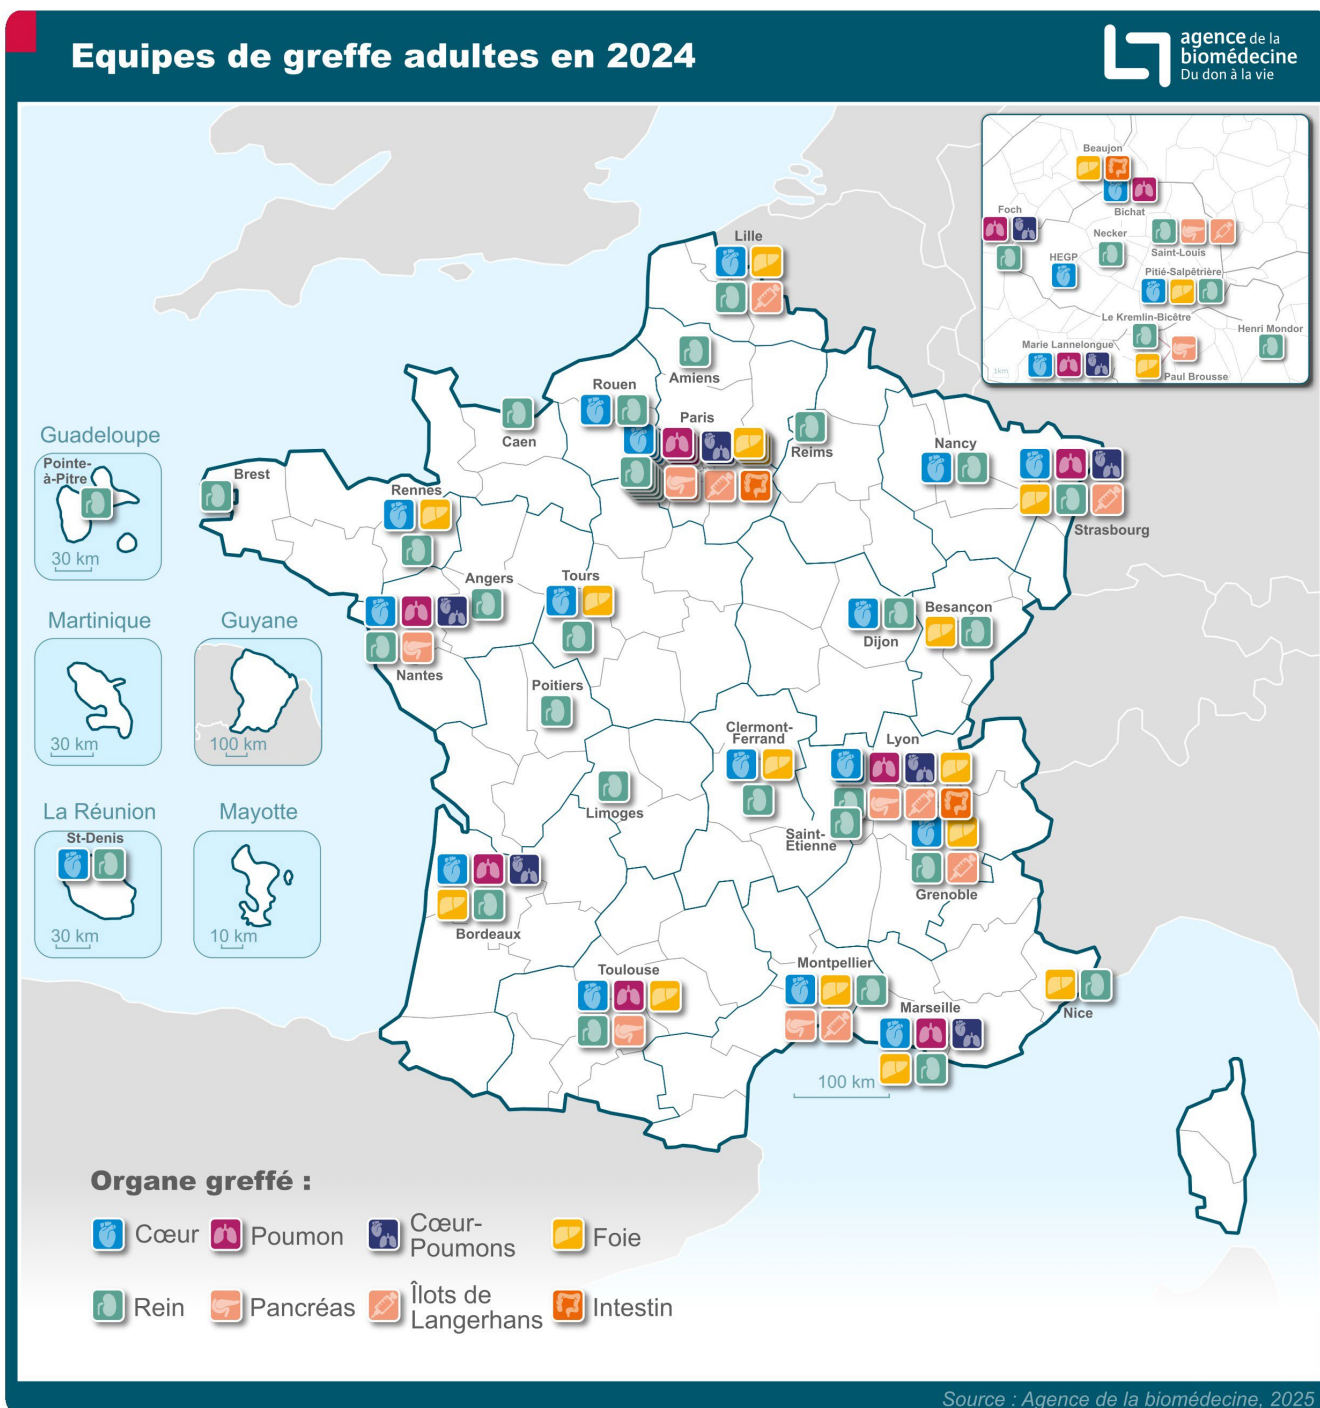 Equipes de greffe adultes en 2024
agence de la
biomédecine
Du don à la vie
Beaujon
Bichat
Foch
Necker
Saint-Louis
HEGP
Pitié-Salpêtrière
Le Kremlin-Bicêtre
Henri Mondor
Marie Lannelongue
Paul Brousse
1km
Lille
Amiens
Rouen
Paris
Caen
Reims
Nancy
Strasbourg
Brest
Rennes
Angers
Tours
Nantes
Besançon
Dijon
Poitiers
Clermont-
Ferrand
Lyon
Limoges
Saint-
Etienne
Grenoble
Bordeaux
Toulouse
Montpellier
Marseille
Nice
100 km
Guadeloupe
Pointe-
à-Pitre
30 km
Martinique
30 km
Guyane
100 km
La Réunion
St-Denis
30 km
Mayotte
10 km
Organe greffé :
Cœur
Poumon
Cœur-
Poumons
Foie
Rein
Pancréas
Îlots de
Langerhans
Intestin
Source : Agence de la biomédecine, 2025